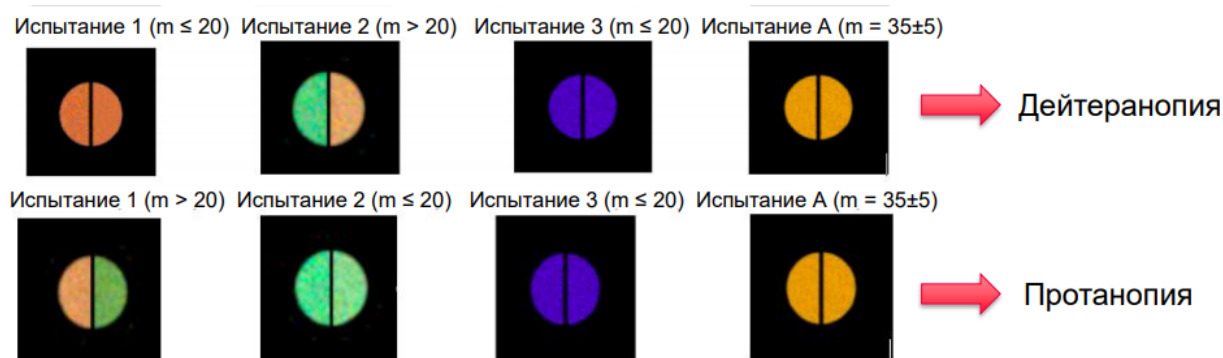 Испытание 1 (m ≤ 20) Испытание 2 (m > 20) Испытание 3 (m ≤ 20) Испытание А (m = 35±5)
Дейтеранопия
Испытание 1 (m > 20) Испытание 2 (m ≤ 20) Испытание 3 (m ≤ 20) Испытание А (m = 35±5)
Протанопия